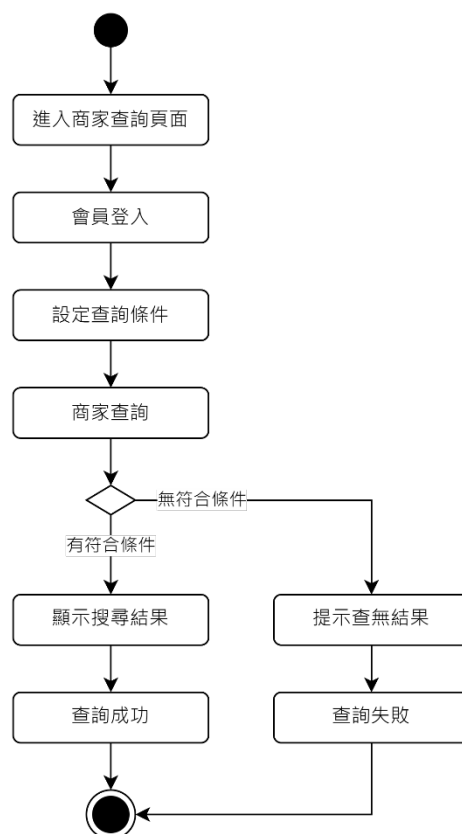 進入商家查詢頁面
會員登入
設定查詢條件
商家查詢
無符合條件
有符合條件
顯示搜尋結果
提示查無結果
查詢成功
查詢失敗